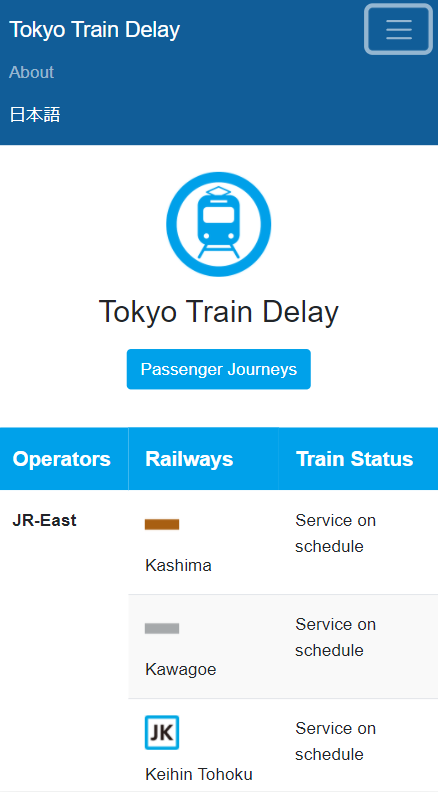 Tokyo Train Delay
About
日本語
Tokyo Train Delay
Passenger Journeys
Operators Railways Train Status
JR-East
Kashima
Service on
schedule
Kawagoe
Service on
schedule
JK
Keihin Tohoku
Service on
schedule